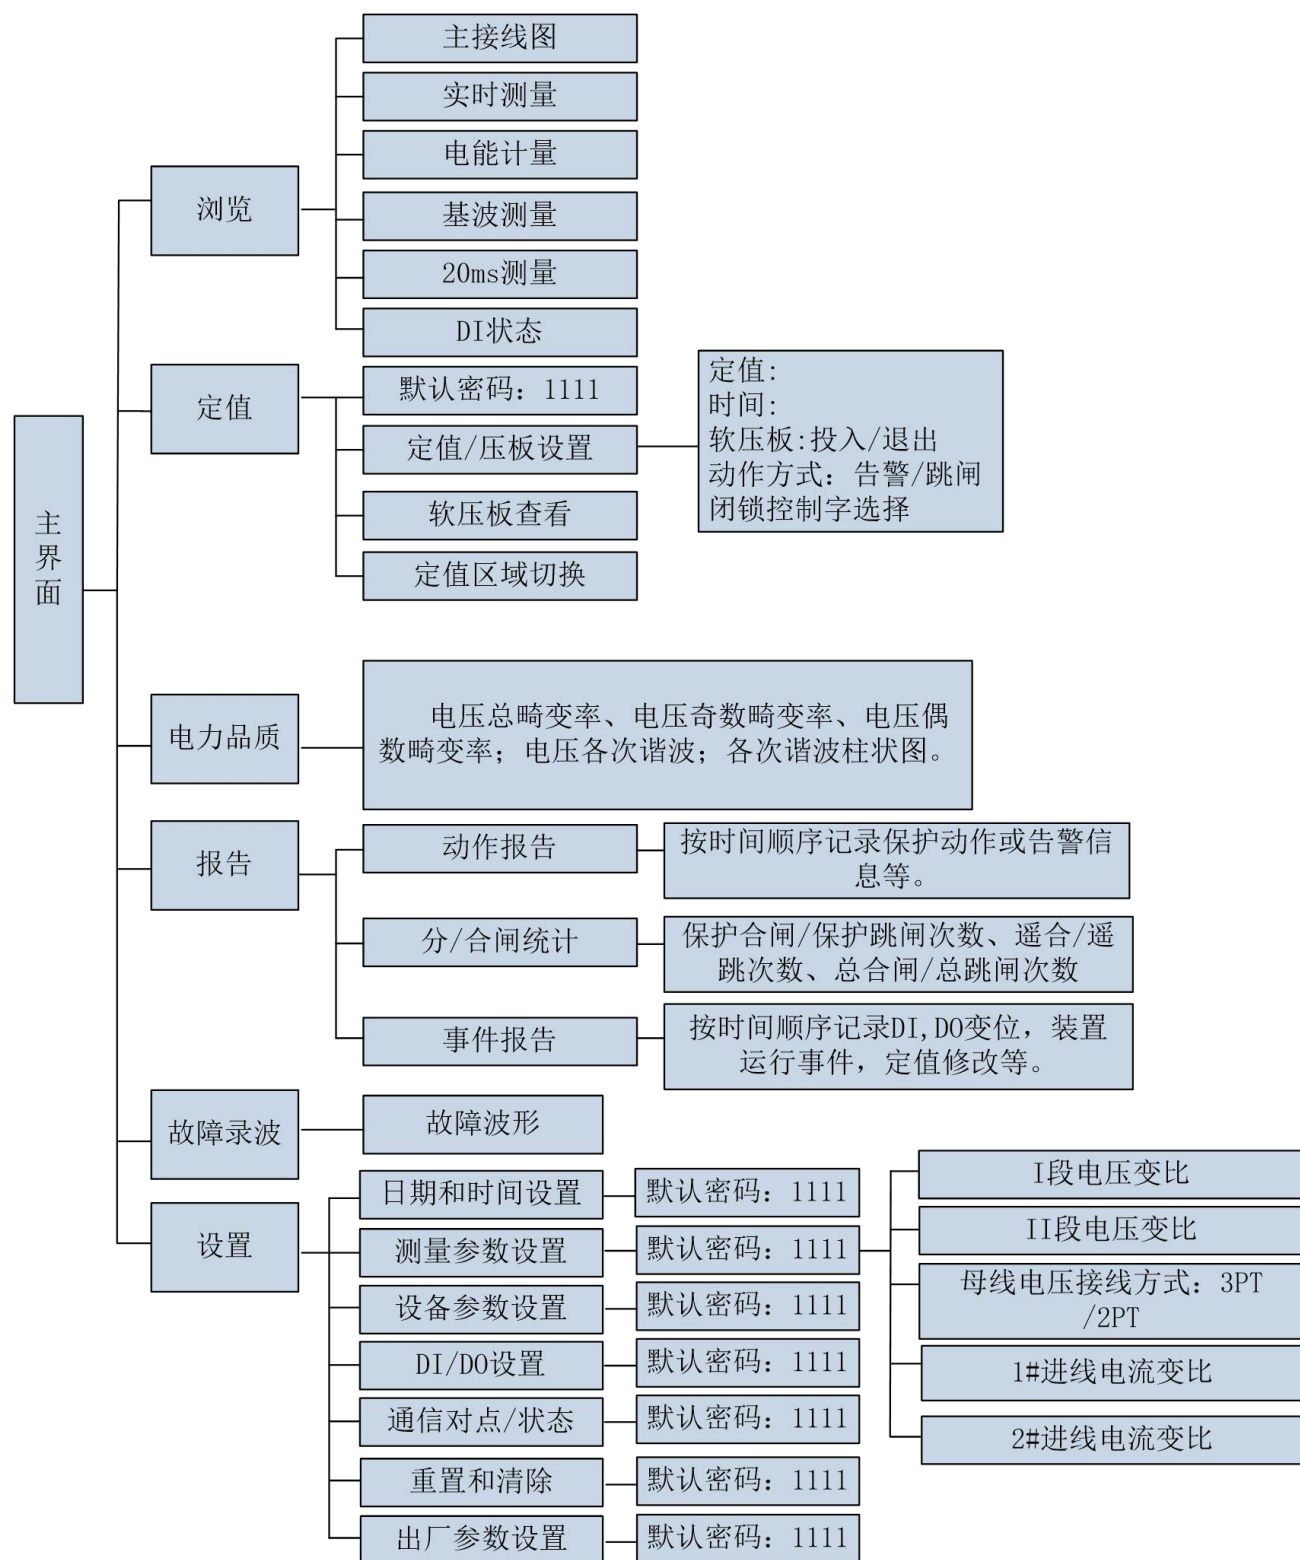 主接线图
实时测量
电能计量
浏览
基波测量
20ms测量
DI状态
定值
默认密码：1111
定值/压板设置
软压板查看
定值区域切换
定值:
时间:
软压板:投入/退出
动作方式：告警/跳闸
闭锁控制字选择
主
界
面
电力品质
电压总畸变率、电压奇数畸变率、电压偶
数畸变率；电压各次谐波；各次谐波柱状图。
报告
动作报告
按时间顺序记录保护动作或告警信
息等。
分/合闸统计
保护合闸/保护跳闸次数、遥合/遥
跳次数、总合闸/总跳闸次数
事件报告
按时间顺序记录DI,DO变位，装置
运行事件，定值修改等。
故障录波
故障波形
设置
日期和时间设置
默认密码：1111
测量参数设置
默认密码：1111
设备参数设置
默认密码：1111
DI/DO设置
默认密码：1111
通信对点/状态
默认密码：1111
重置和清除
默认密码：1111
出厂参数设置
默认密码：1111
I段电压变比
II段电压变比
母线电压接线方式：3PT
/2PT
1#进线电流变比
2#进线电流变比